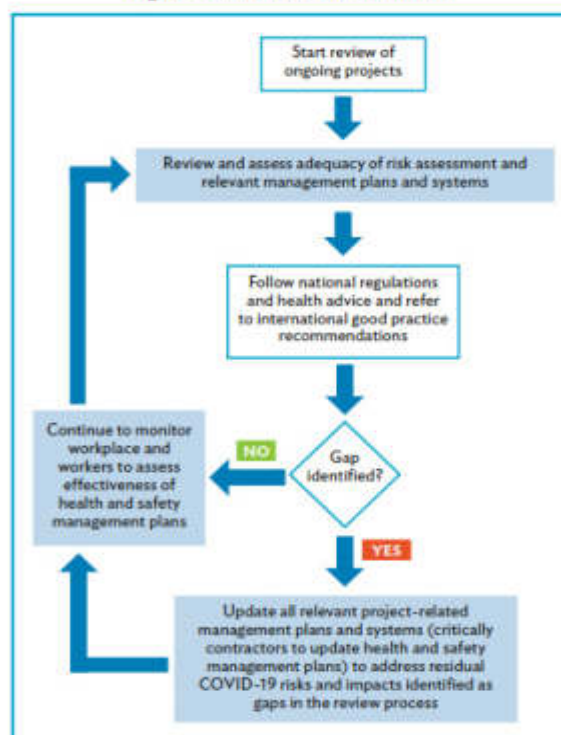 Start review of
ongoing projects
Review and assess adequacy of risk assessment and
relevant management plans and systems
Follow national regulations
and health advice and refer
to international good practice
recommendations
Continue to monitor
workplace and
workers to assess
effectiveness of
health and safety
management plans
NO
Gap
identified?
YES
Update all relevant project-related
management plans and systems (critically
contractors to update health and safety
management plans) to address residual
COVID-19 risks and impacts identified as
gaps in the review process